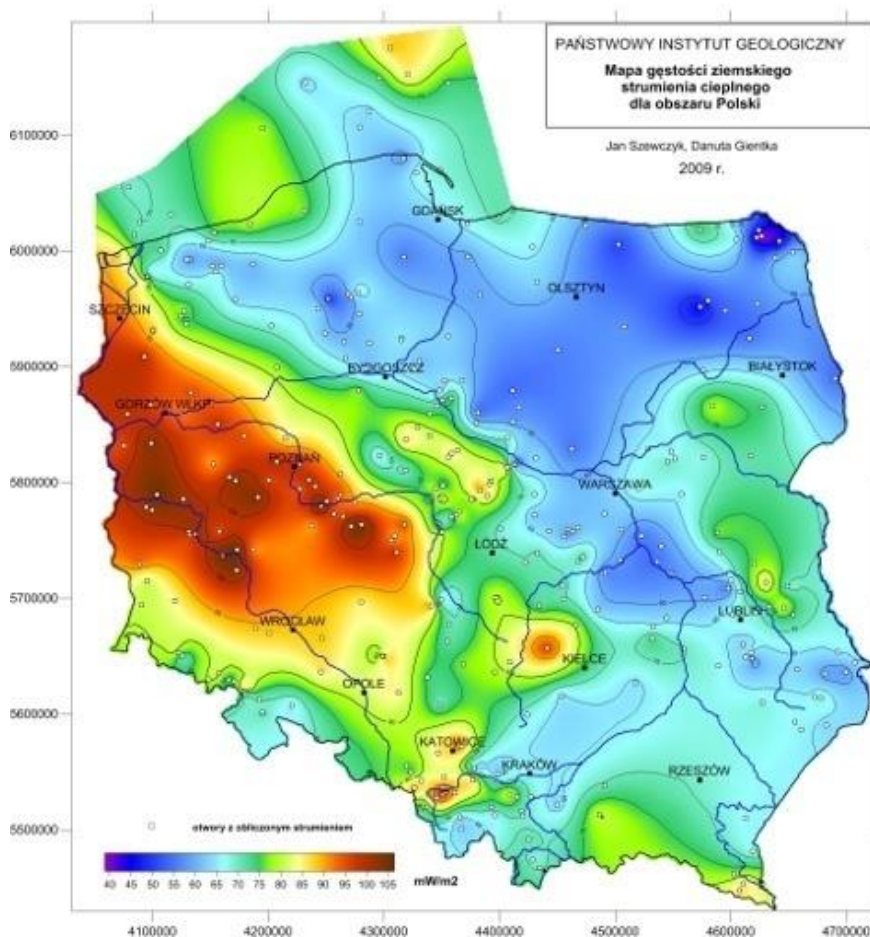 PAŃSTWOWY INSTYTUT GEOLOGICZNY
Mapa gęstości ziemskiego
strumienia cieplnego
dla obszaru Polski
Jan Szewczyk, Danuta Gientka
2009 r.
6100000
GDAŃSK
6000000
OLSZTYN
SZCZECIN
5900000
BYDGOSZCZ
BIAŁYSTOK
GORZÓW WLKP.
POZNAŃ
5800000
WARSZAWA
ŁÓDŹ
5700000
LUBLIN
WROCŁAW
KIELCE
OPOLE
5600000
KATOWICE
KRAKÓW
RZESZÓW
5500000
otwory z obliczonym strumieniem
40 45 50 55 60 65 70 75 80 85 90 95 100 105 mW/m2
4100000 4200000 4300000 4400000 4500000 4600000 4700000